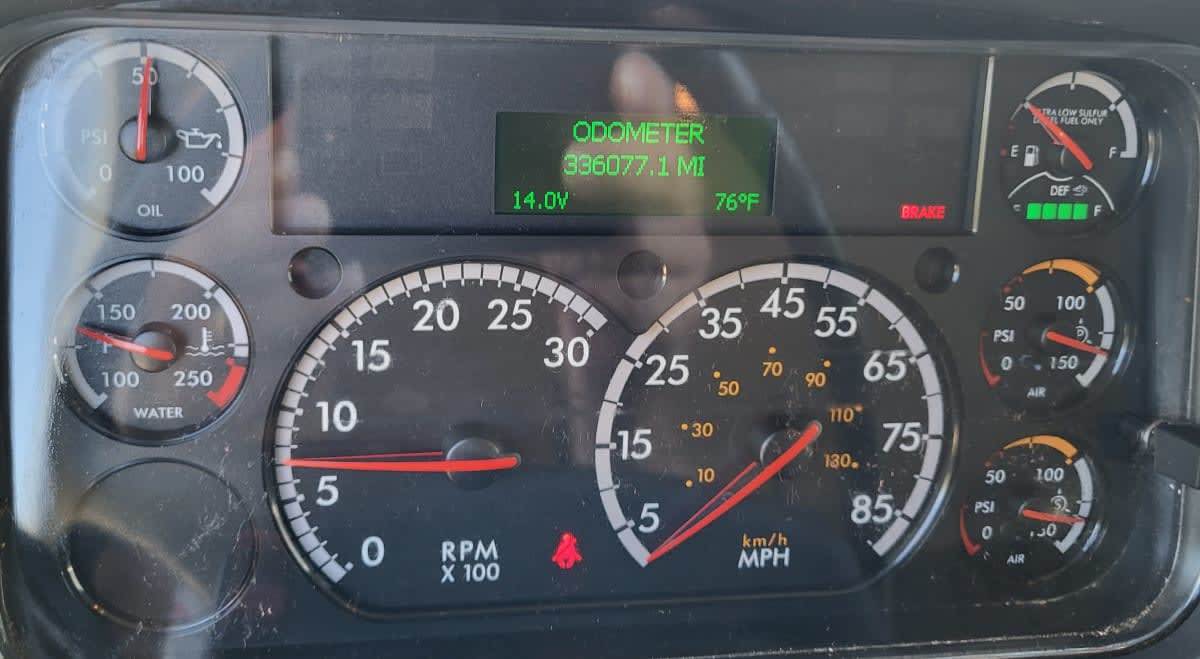 50
PSI
0
100
OIL
ODOMETER
336077.1 MI
14.0V
76°F
BRAKE
ULTRA LOW SULFUR
DIESEL FUEL ONLY
E
F
DEF
F
150
200
F
100
250
WATER
0
5
10
15
20
25
30
RPM
X 100
5
15
25
35
45
55
65
75
85
10
30
50
70
90
110
130
km/h
MPH
50
100
PSI
0
150
P
AIR
50
100
PSI
0
S
AIR